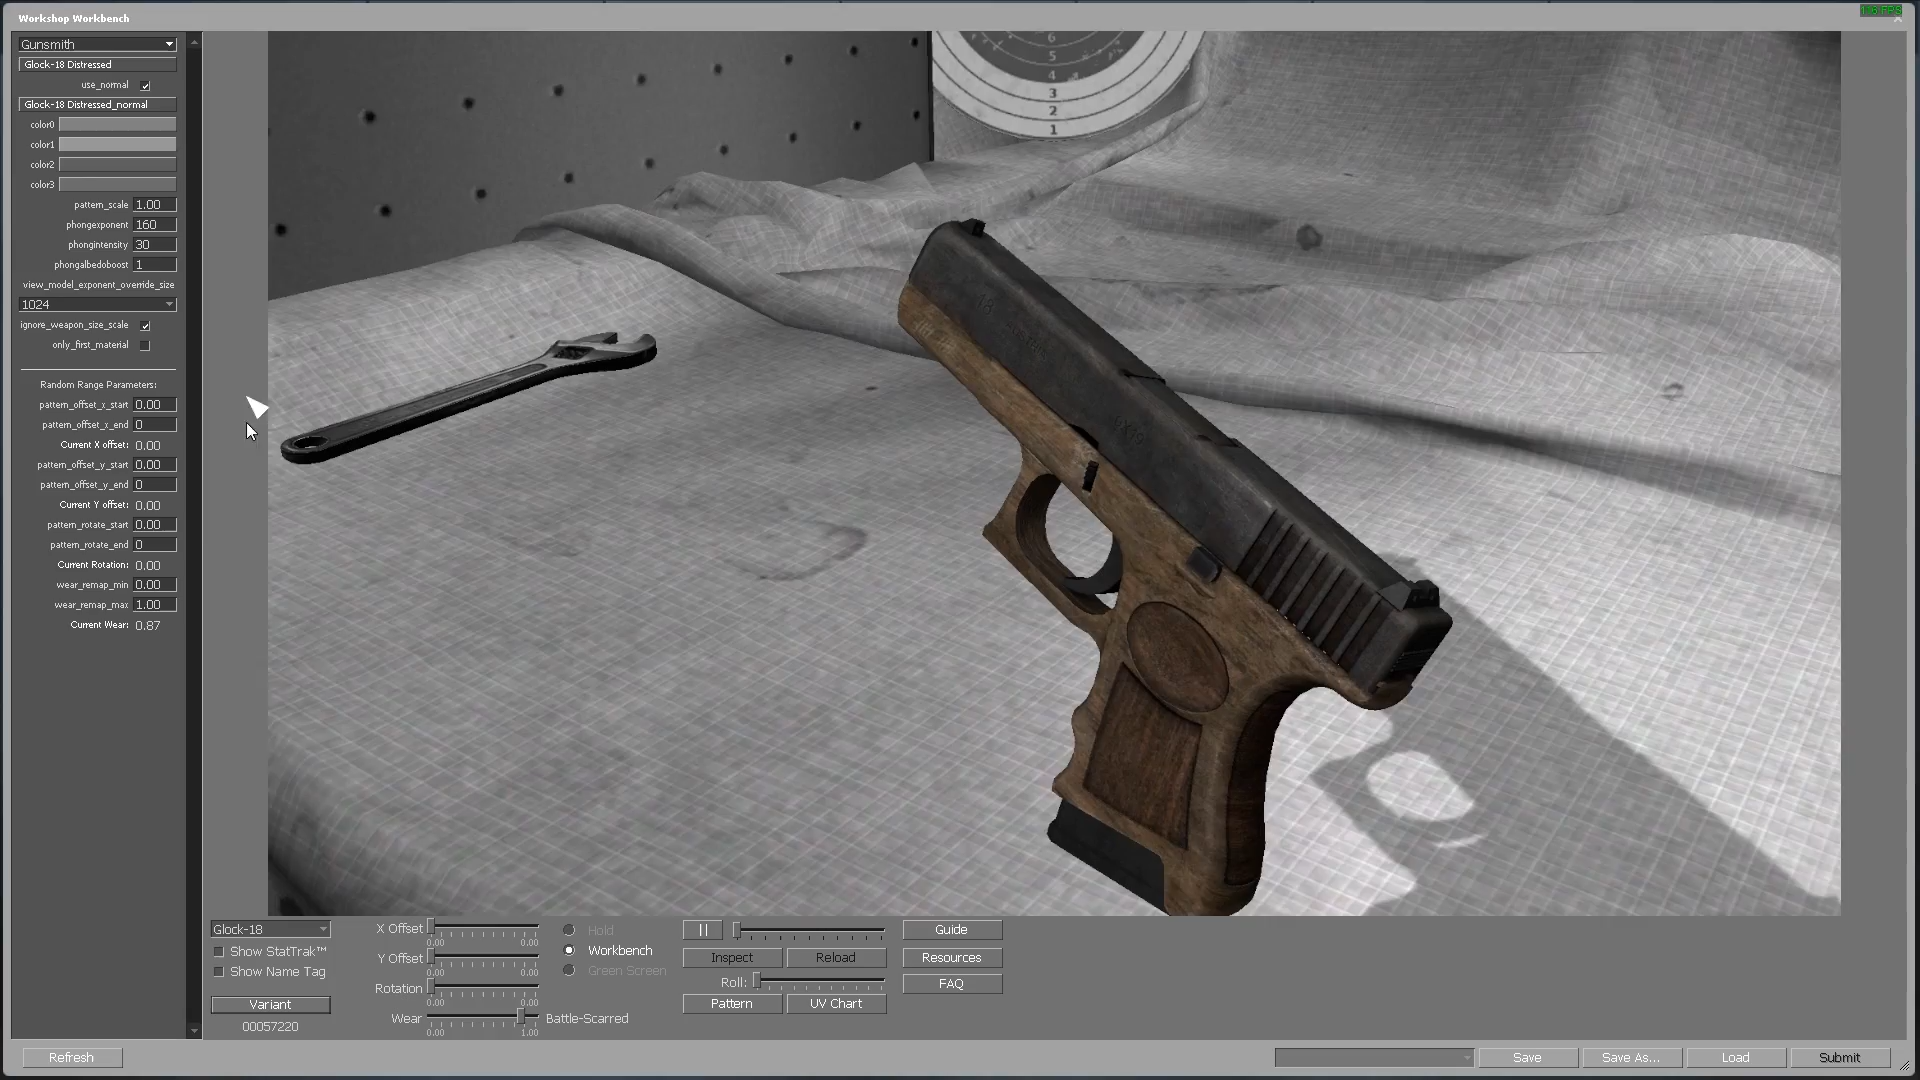 Workshop Workbench
116 FPS
Gunsmith
Glock-18 Distressed
use_normal
Glock-18 Distressed_normal
color0
color1
color2
color3
pattern_scale 1.00
phongexponent 160
phongintensity 30
phongalbedoboost 1
view_model_exponent_override_size
1024
ignore_weapon_size_scale
only_first_material
Random Range Parameters:
pattern_offset_x_start 0.00
pattern_offset_x_end 0
Current X offset: 0.00
pattern_offset_y_start 0.00
pattern_offset_y_end 0
Current Y offset: 0.00
pattern_rotate_start 0.00
pattern_rotate_end 0
Current Rotation: 0.00
wear_remap_min 0.00
wear_remap_max 1.00
Current Wear: 0.87
6
5
4
3
2
1
Glock-18
Show StatTrak™
Show Name Tag
Variant
00057220
X Offset
0.00 0.00
Y Offset
0.00 0.00
Rotation
0.00 0.00
Wear Battle-Scarred
0.00 1.00
Hold
Workbench
Green Screen
Inspect Reload
Roll:
Pattern UV Chart
Guide
Resources
FAQ
Refresh
Save Save As... Load Submit